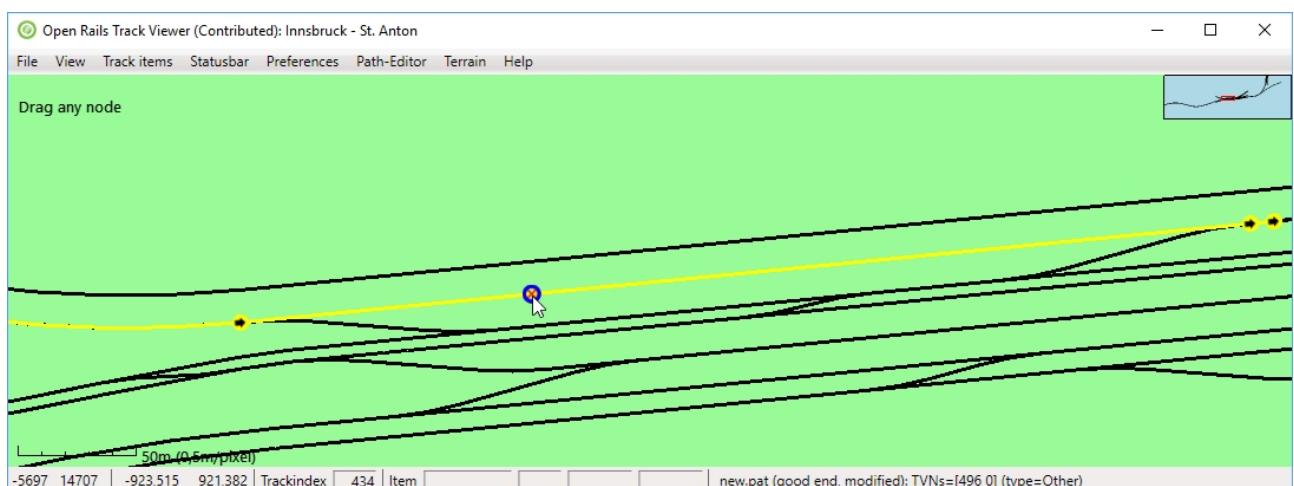 Open Rails Track Viewer (Contributed): Innsbruck - St. Anton
File View Track items Statusbar Preferences Path-Editor Terrain Help
Drag any node
50m (0,5m/pixel)
-5697 14707 -923.515 921.382 Trackindex 434 Item new.pat (good end, modified): TVNs=[496 0] (type=Other)